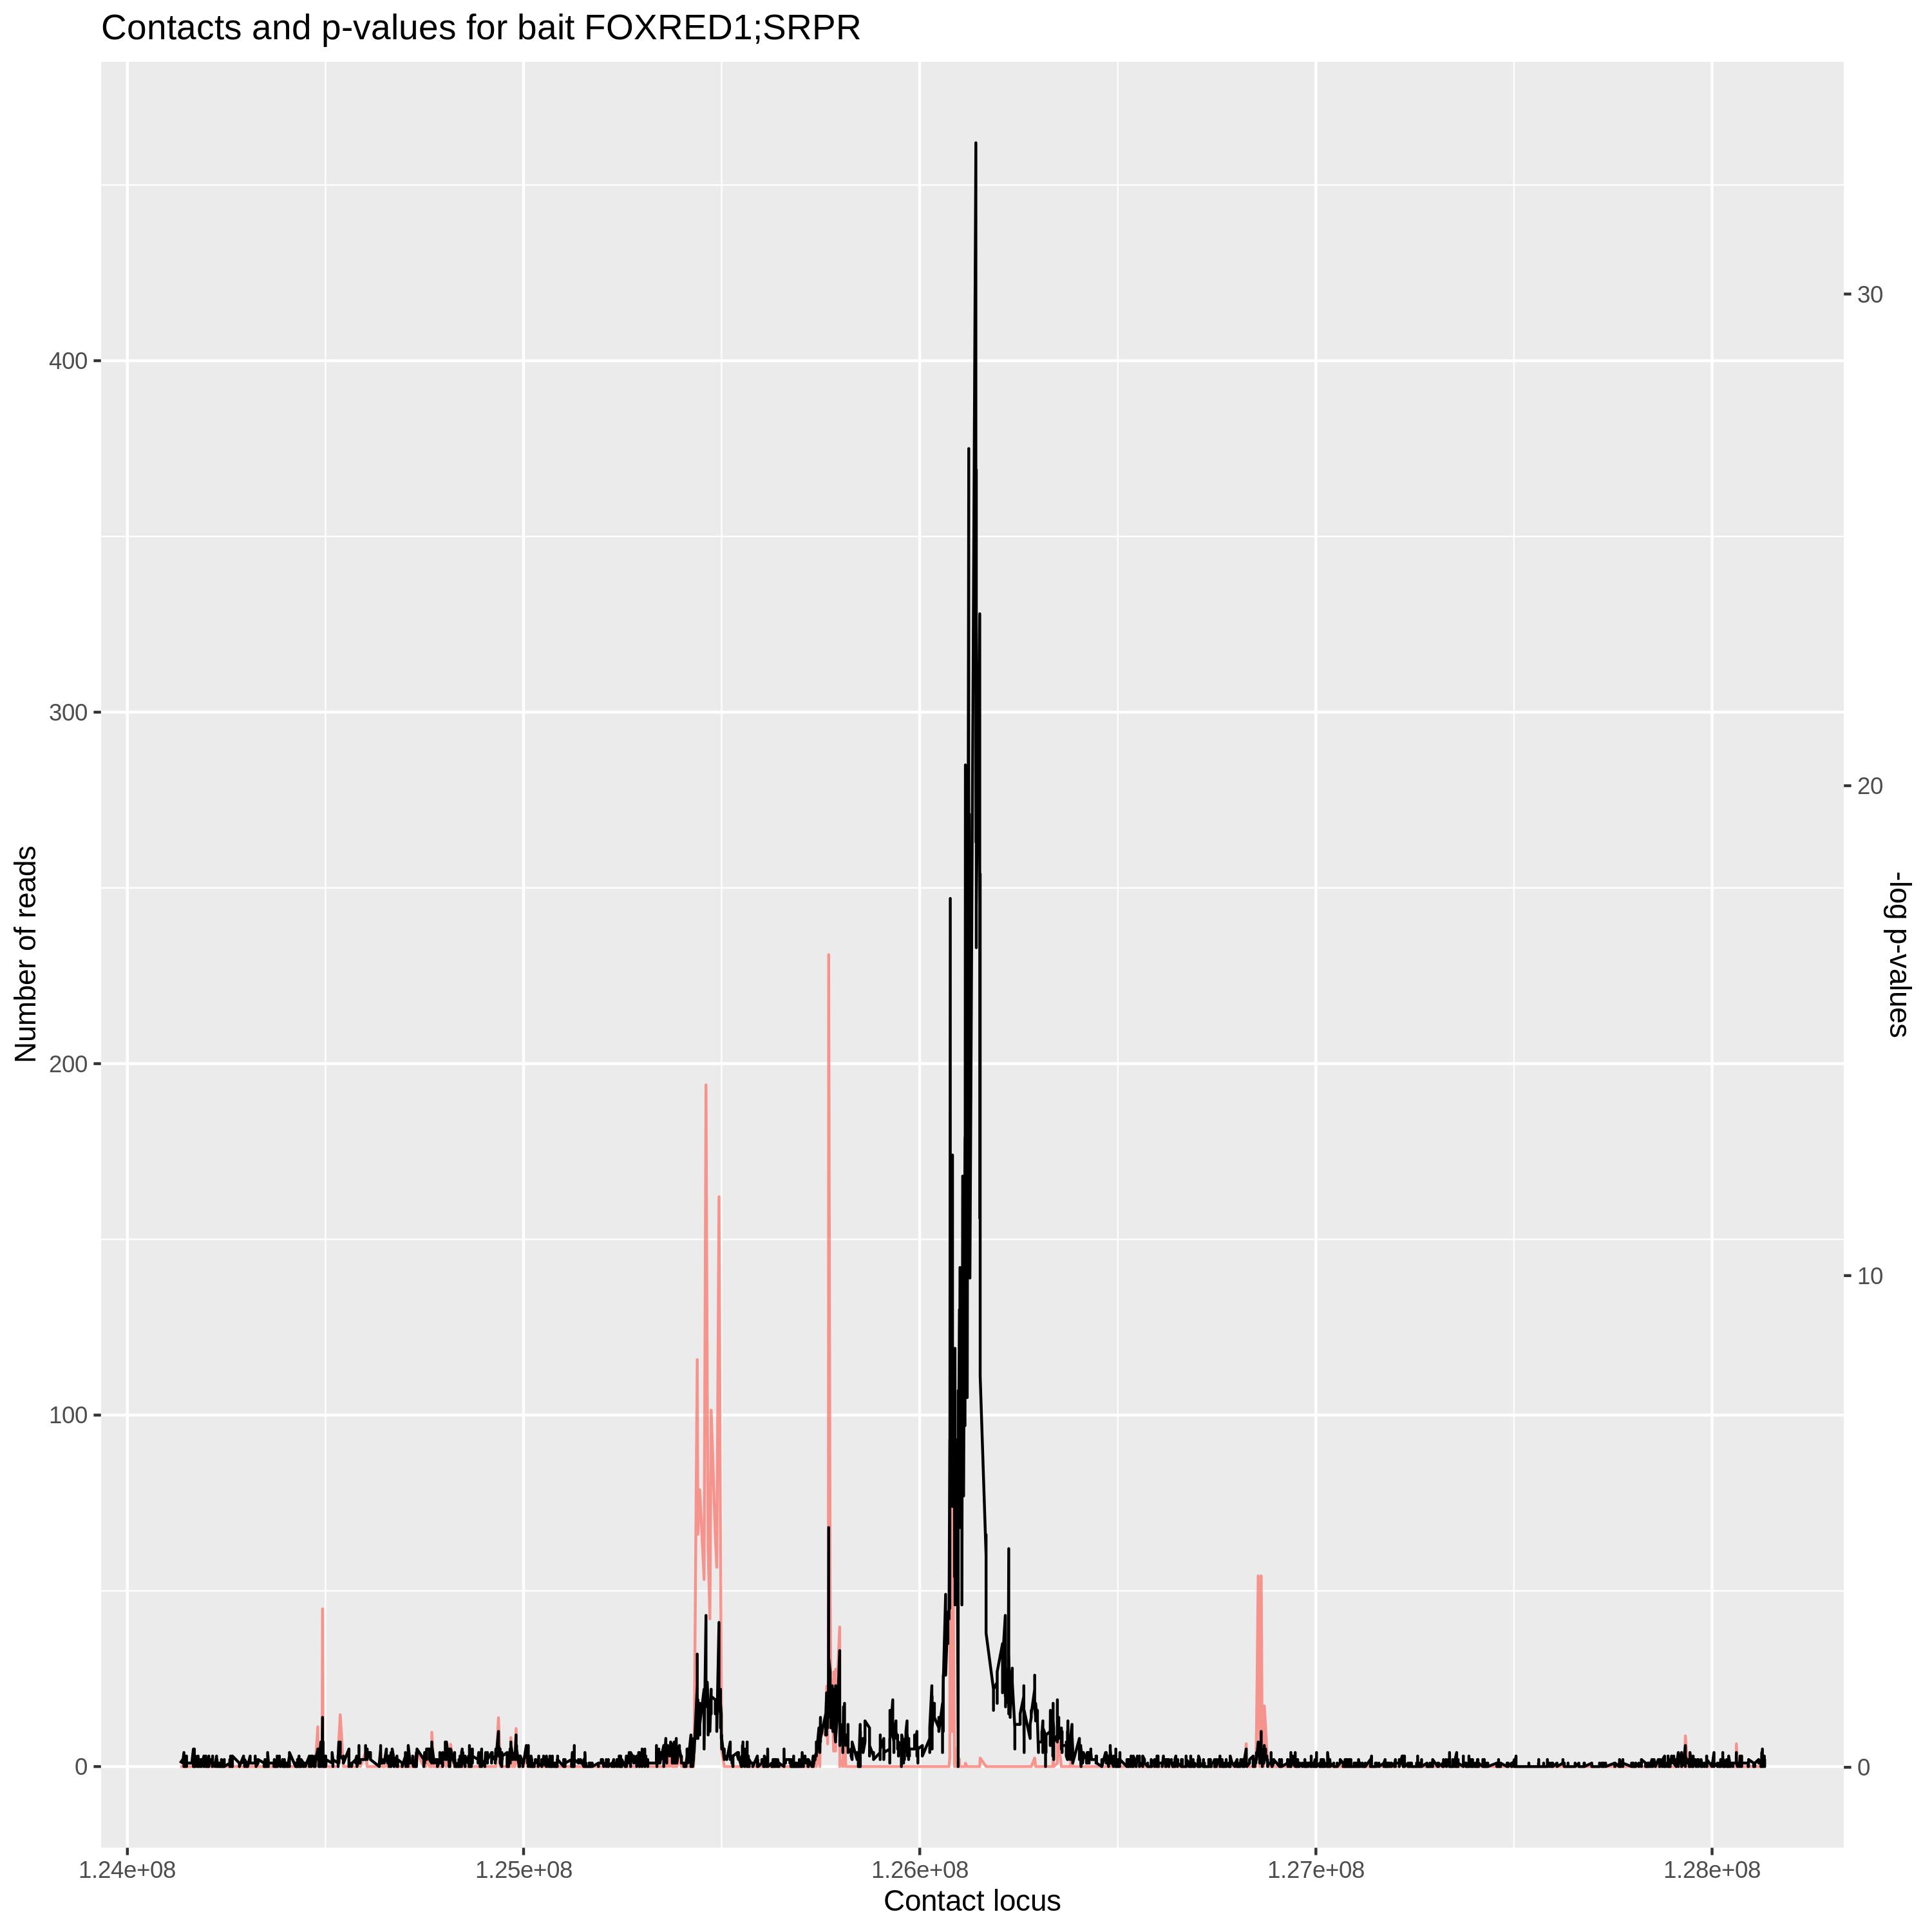 Contacts and p-values for bait FOXRED1;SRPR
Number of reads
400
300
200
100
0
30
20
10
0
-log p-values
1.24e+08 1.25e+08 1.26e+08 1.27e+08 1.28e+08
Contact locus